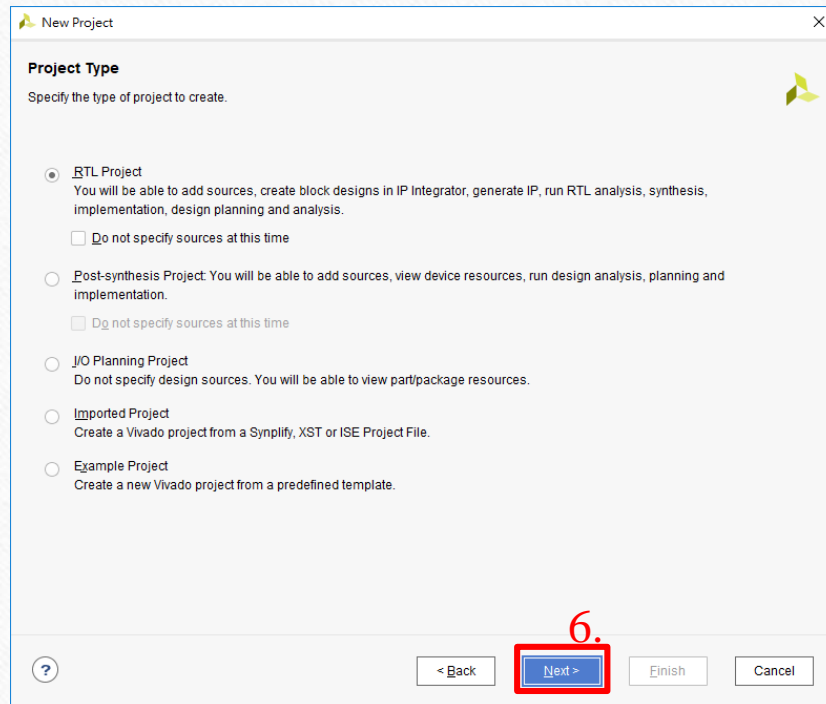 New Project
Project Type
Specify the type of project to create.
RTL Project
You will be able to add sources, create block designs in IP Integrator, generate IP, run RTL analysis, synthesis,
implementation, design planning and analysis.
Do not specify sources at this time
Post-synthesis Project: You will be able to add sources, view device resources, run design analysis, planning and
implementation.
Do not specify sources at this time
I/O Planning Project
Do not specify design sources. You will be able to view part/package resources.
Imported Project
Create a Vivado project from a Synplify, XST or ISE Project File.
Example Project
Create a new Vivado project from a predefined template.
6.
? < Back Next > Finish Cancel